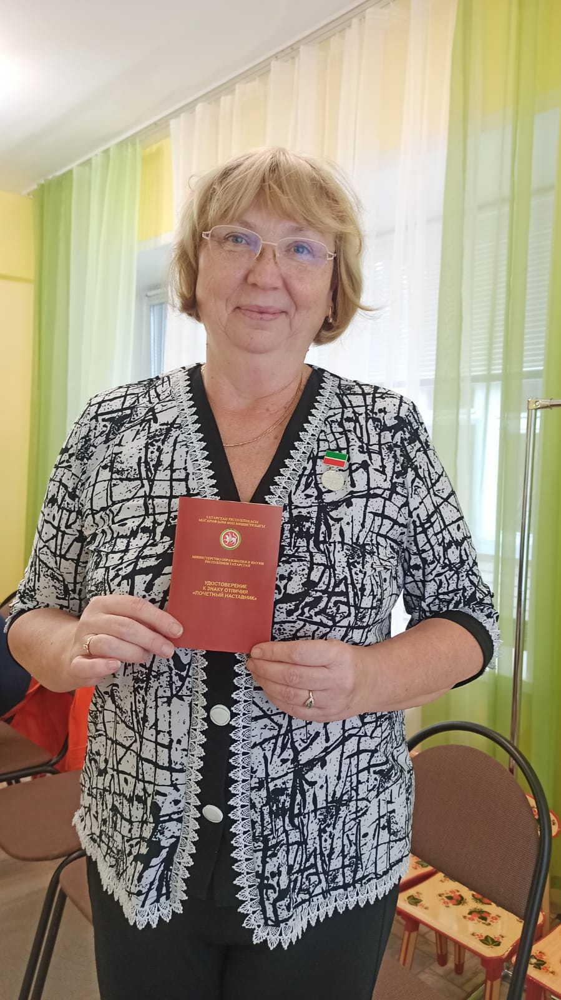 ТАТАРСТАН РЕСПУБЛИКАСЫ
МӘГАРИФ ҺӘМ ФӘН МИНИСТРЛЫГЫ
МИНИСТЕРСТВО ОБРАЗОВАНИЯ И НАУКИ
РЕСПУБЛИКИ ТАТАРСТАН
УДОСТОВЕРЕНИЕ
К ЗНАКУ ОТЛИЧИЯ
«ПОЧЕТНЫЙ НАСТАВНИК»